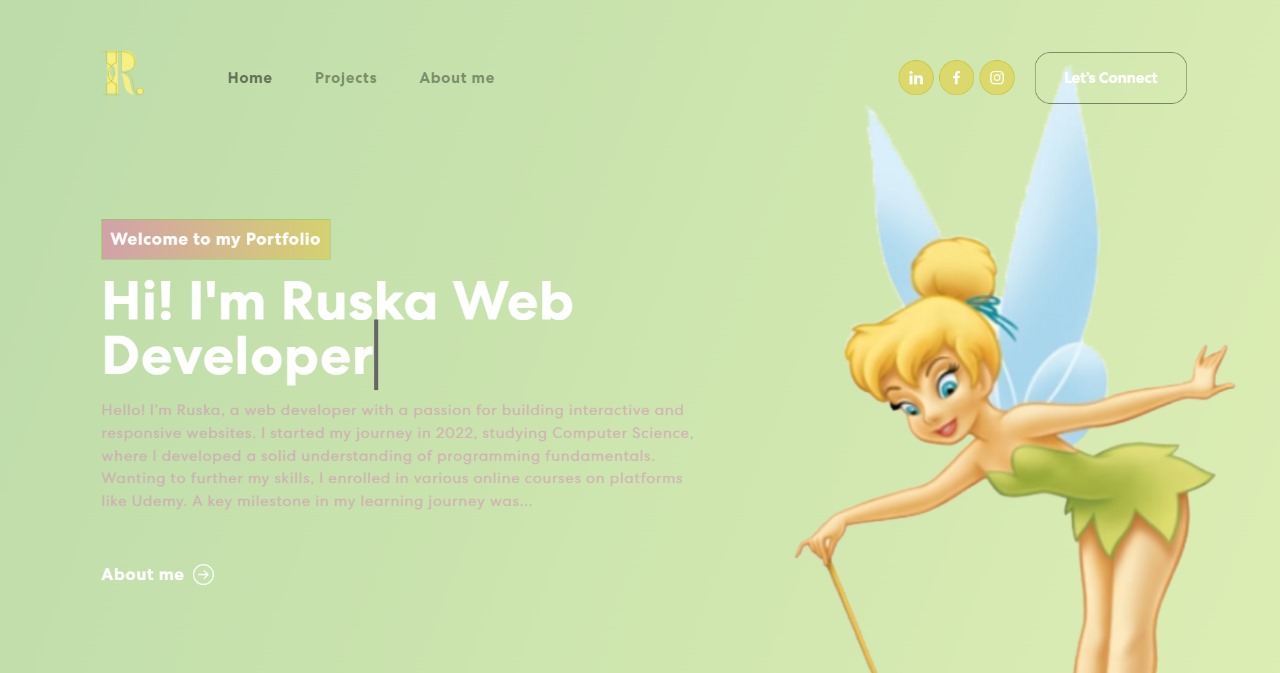 R.
Home Projects About me
Let's Connect
Welcome to my Portfolio
Hi! I'm Ruska Web
Developer
Hello! I'm Ruska, a web developer with a passion for building interactive and
responsive websites. I started my journey in 2022, studying Computer Science,
where I developed a solid understanding of programming fundamentals.
Wanting to further my skills, I enrolled in various online courses on platforms
like Udemy. A key milestone in my learning journey was...
About me